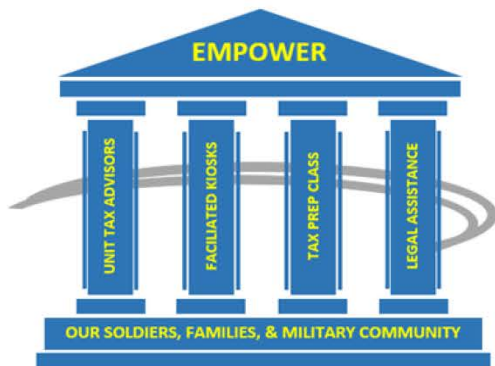 EMPOWER
UNIT TAX ADVISORS
FACILIATED KIOSKS
TAX PREP CLASS
LEGAL ASSISTANCE
OUR SOLDIERS, FAMILIES, & MILITARY COMMUNITY